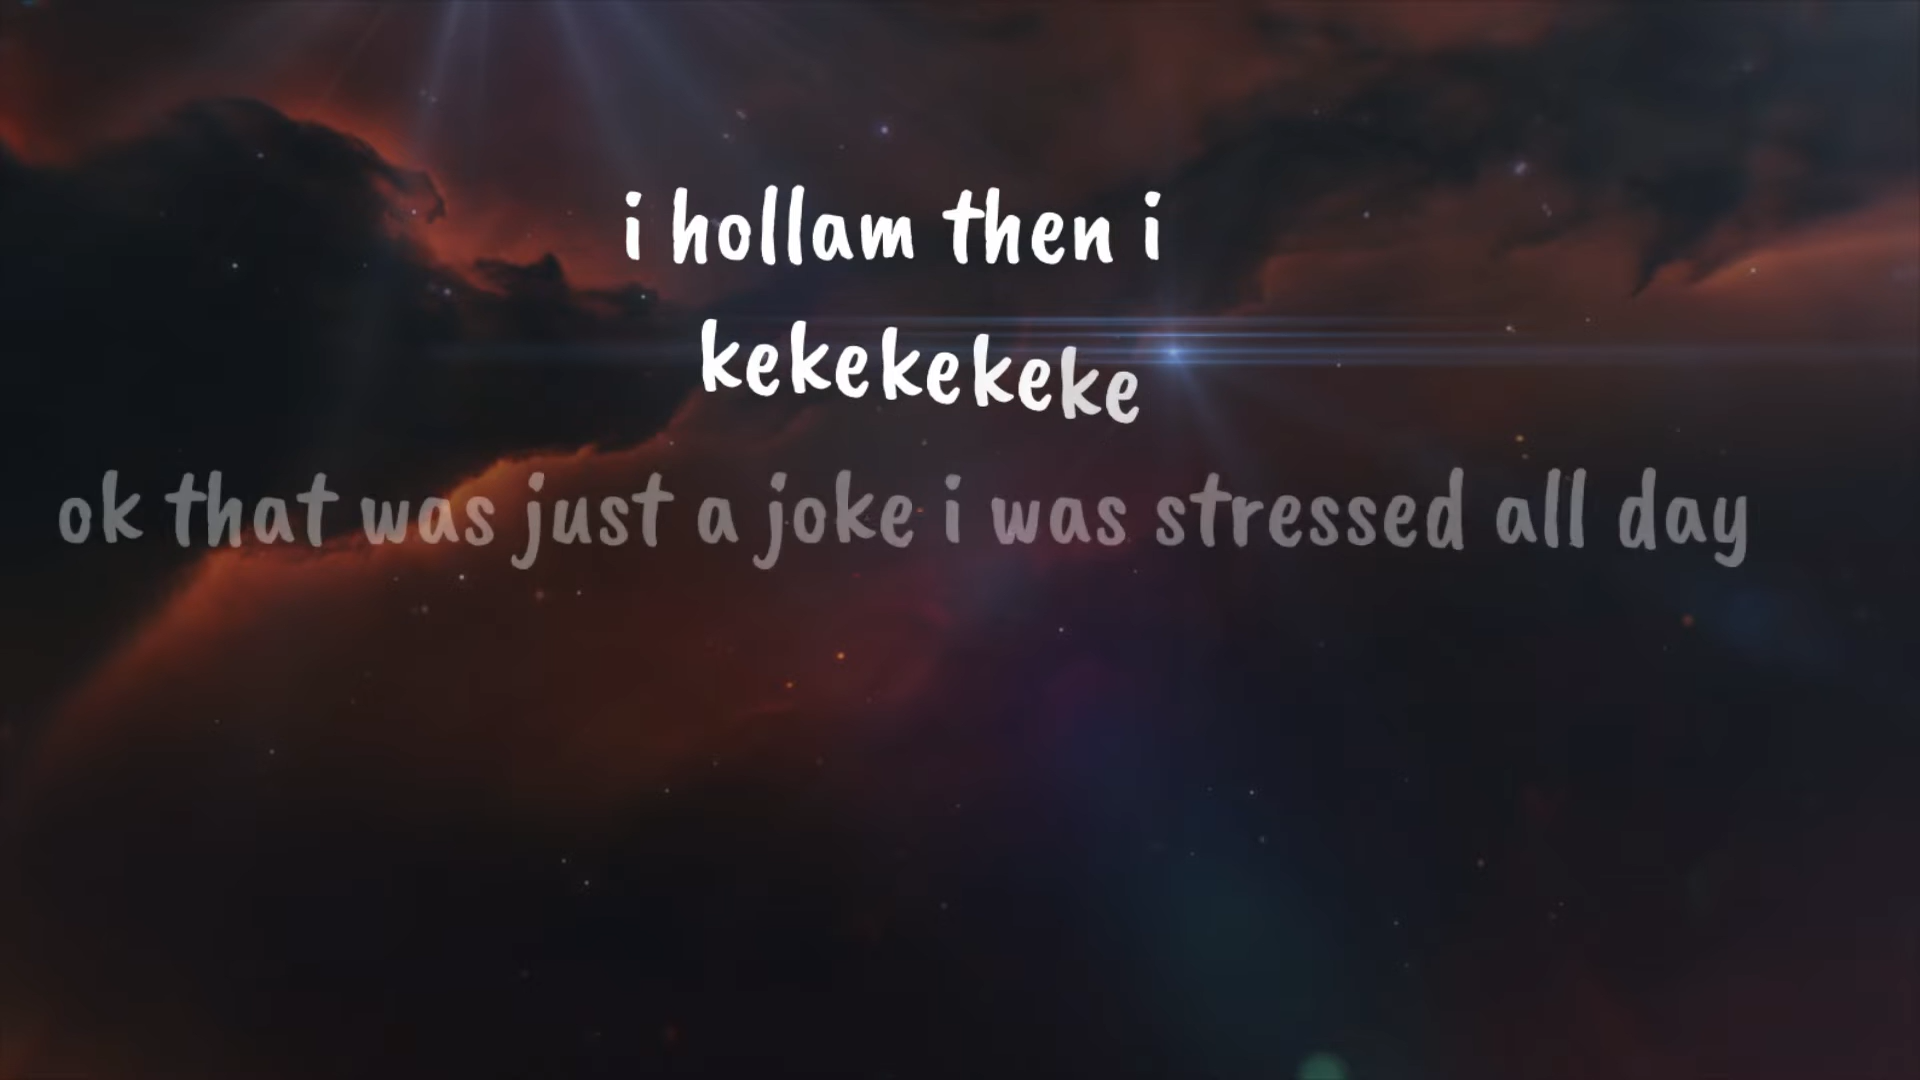 i hollam then i
kekekekeke
ok that was just a joke i was stressed all day